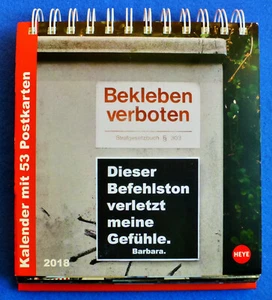 Kalender mit 53 Postkarten
Bekleben
verboten
Dieser
Befehlston
verletzt
meine
Gefühle.
Barbara.
2018
HEYE